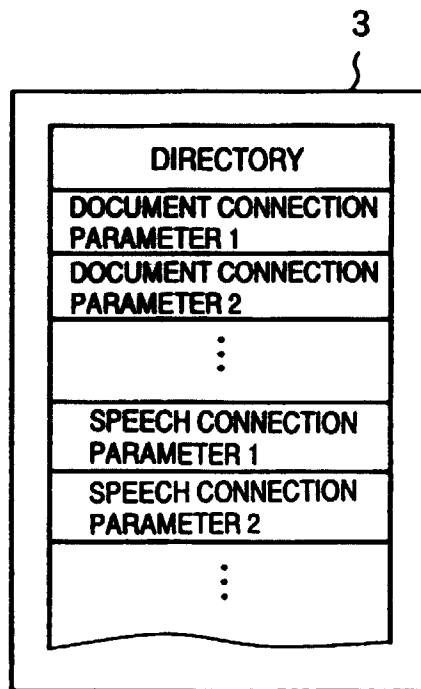 3
DIRECTORY
DOCUMENT CONNECTION
PARAMETER 1
DOCUMENT CONNECTION
PARAMETER 2
⋮
SPEECH CONNECTION
PARAMETER 1
SPEECH CONNECTION
PARAMETER 2
⋮